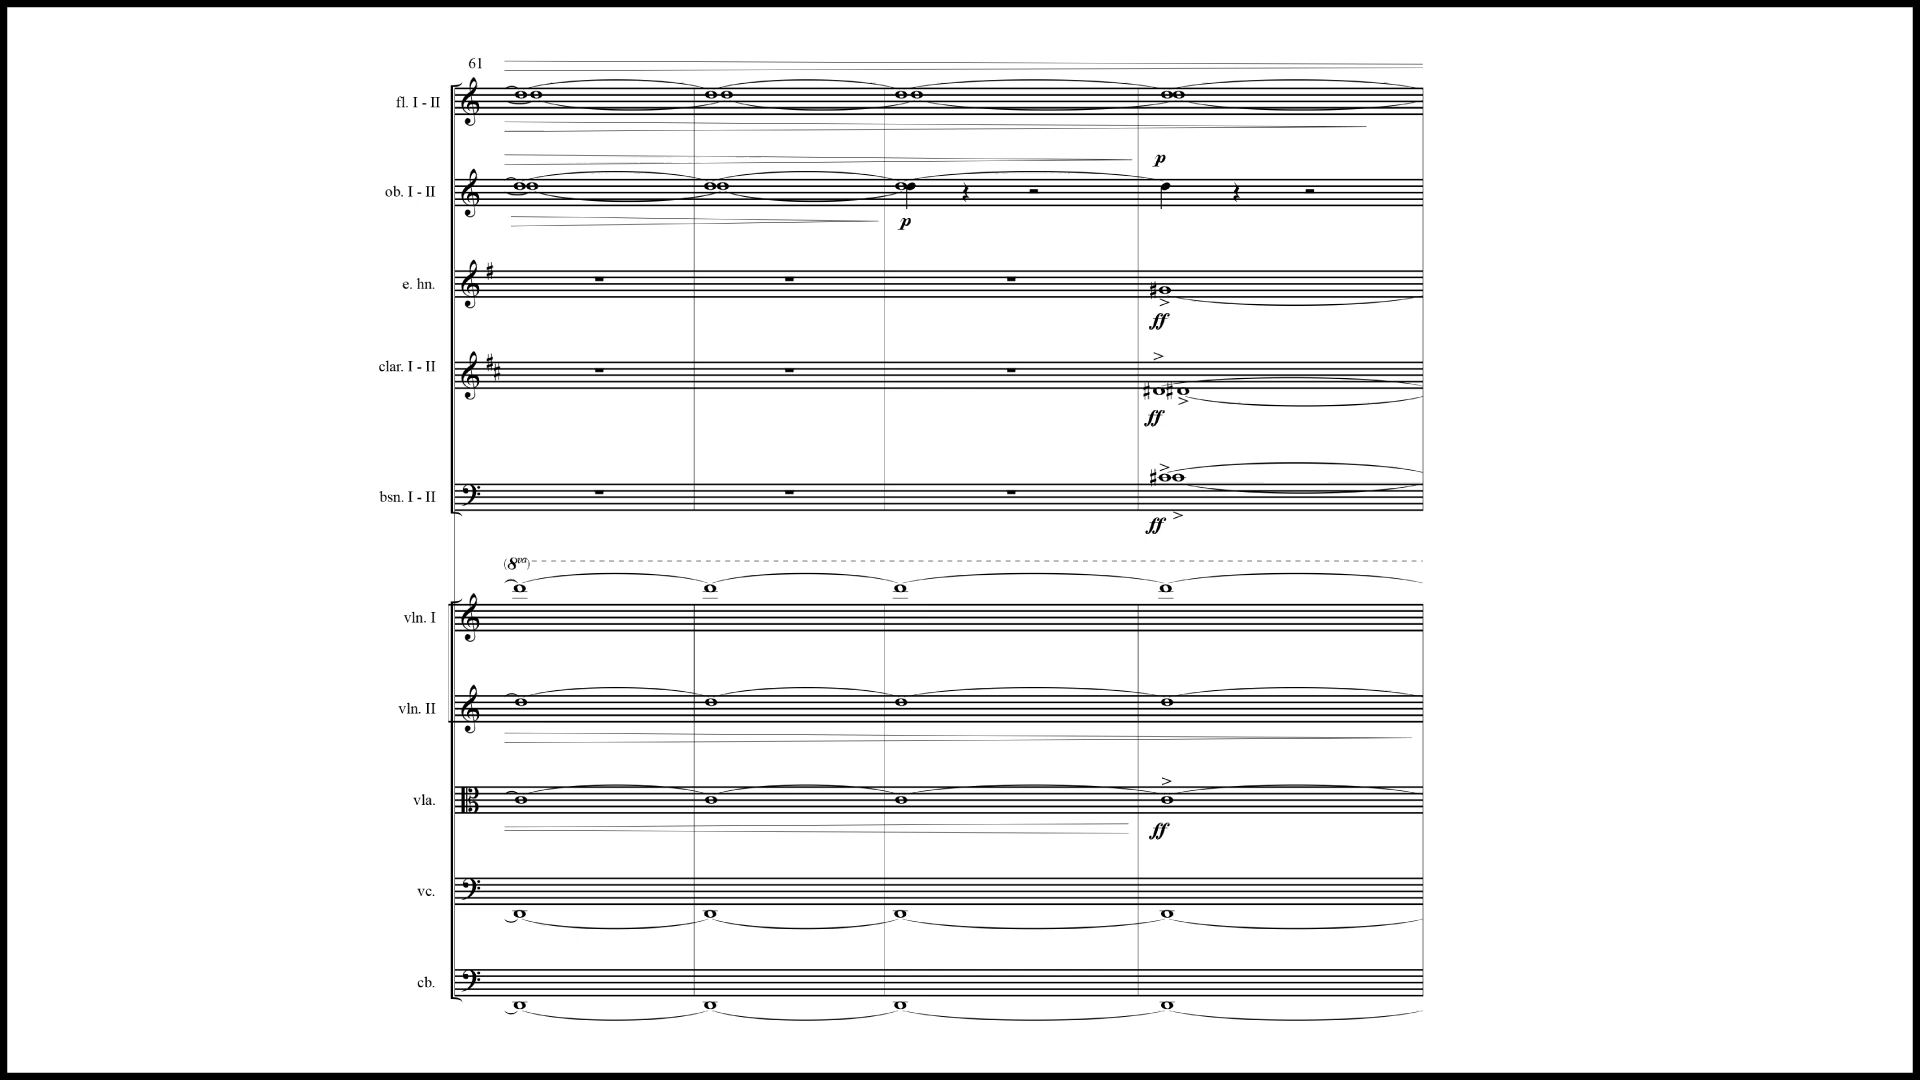 61
fl. I - II
p
ob. I - II
p
e. hn.
ff
clar. I - II
ff
bsn. I - II
ff
(8va)
vln. I
vln. II
vla.
ff
vc.
cb.